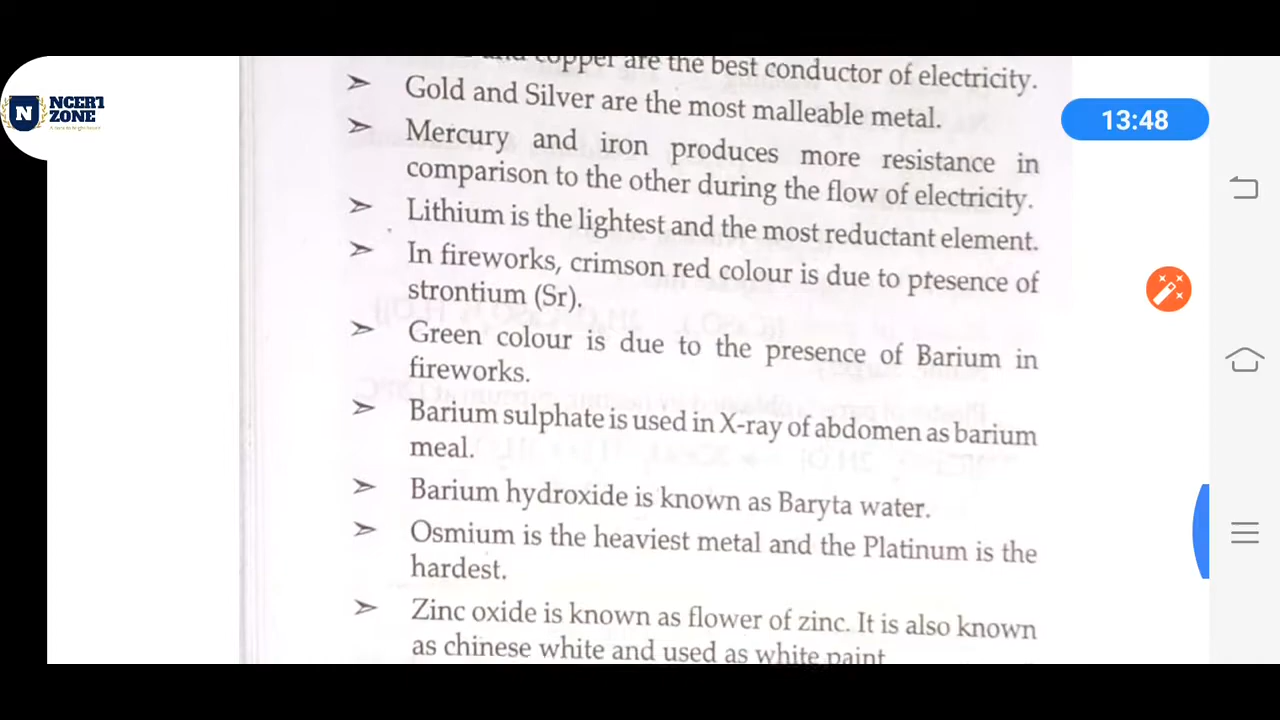 and copper are the best conductor of electricity.
➢ Gold and Silver are the most malleable metal.
➢ Mercury and iron produces more resistance in
comparison to the other during the flow of electricity.
➢ Lithium is the lightest and the most reductant element.
➢ In fireworks, crimson red colour is due to presence of
strontium (Sr).
➢ Green colour is due to the presence of Barium in
fireworks.
➢ Barium sulphate is used in X-ray of abdomen as barium
meal.
➢ Barium hydroxide is known as Baryta water.
➢ Osmium is the heaviest metal and the Platinum is the
hardest.
➢ Zinc oxide is known as flower of zinc. It is also known
as chinese white and used as white paint
N
NCERT
ZONE
13:48